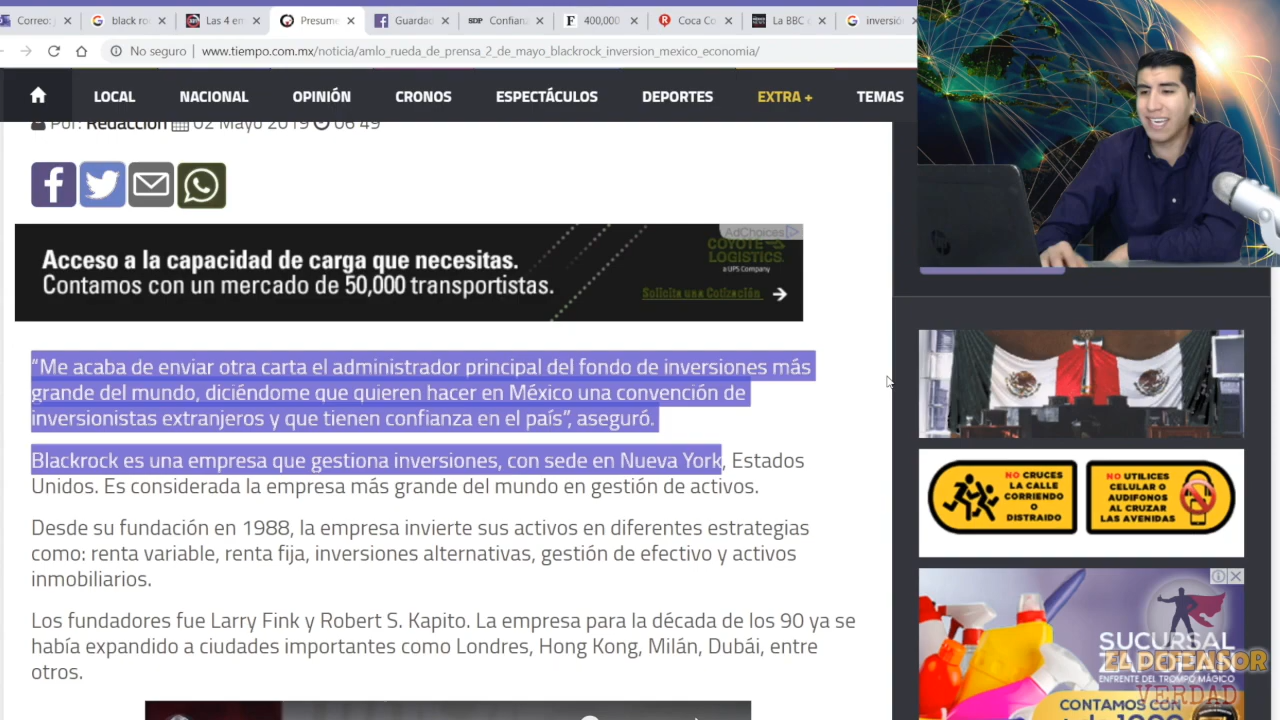 Correo:
black ro
Las 4 em
Presume
Guardad
SDP Confian
400,000
Coca Co
La BBC
inversió
No seguro | www.tiempo.com.mx/noticia/amlo_rueda_de_prensa_2_de_mayo_blackrock_inversion_mexico_economia/
LOCAL NACIONAL OPINIÓN CRONOS ESPECTÁCULOS DEPORTES EXTRA + TEMAS
Por: Redacción 02 Mayo 2019 06 49
AdChoices
Acceso a la capacidad de carga que necesitas.
Contamos con un mercado de 50,000 transportistas.
COYOTE
LOGISTICS
a UPS Company
Solicita una Cotización
“Me acaba de enviar otra carta el administrador principal del fondo de inversiones más
grande del mundo, diciéndome que quieren hacer en México una convención de
inversionistas extranjeros y que tienen confianza en el país”, aseguró.
Blackrock es una empresa que gestiona inversiones, con sede en Nueva York, Estados
Unidos. Es considerada la empresa más grande del mundo en gestión de activos.
Desde su fundación en 1988, la empresa invierte sus activos en diferentes estrategias
como: renta variable, renta fija, inversiones alternativas, gestión de efectivo y activos
inmobiliarios.
Los fundadores fue Larry Fink y Robert S. Kapito. La empresa para la década de los 90 ya se
había expandido a ciudades importantes como Londres, Hong Kong, Milán, Dubái, entre
otros.
NO CRUCES
LA CALLE
CORRIENDO
O
DISTRAIDO
NO UTILICES
CELULAR O
AUDIFONOS
AL CRUZAR
LAS AVENIDAS
SUCURSAL
ZAPOPAN
ENFRENTE DEL TROMPO MÁGICO
EL DEFENSOR
VERDAD
CONTAMOS CON